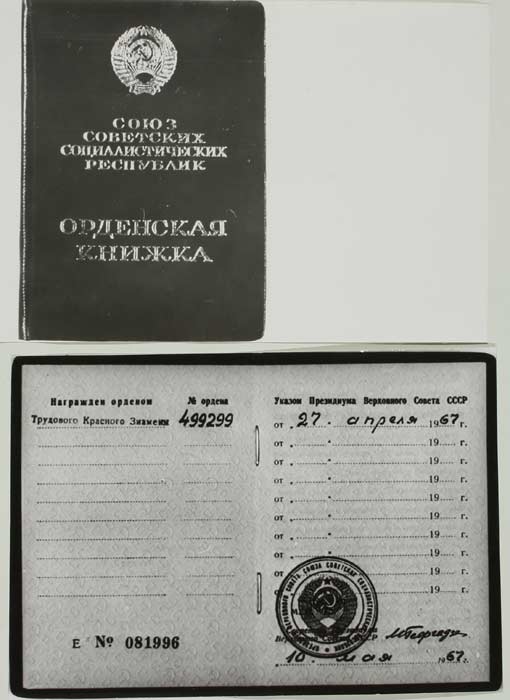 СОЮЗ
СОВЕТСКИХ
СОЦИАЛИСТИЧЕСКИХ
РЕСПУБЛИК
ОРДЕНСКАЯ
КНИЖКА
Награжден орденом № ордена
Трудового Красного Знамени 499299
Е № 081996
Указом Президиума Верховного Совета СССР
от „27" апреля 1967 г.
от „ " 19 г.
от „ " 19 г.
от „ " 19 г.
от „ " 19 г.
от „ " 19 г.
от „ " 19 г.
от „ " 19 г.
от „ " 19 г.
от 19 г.
СССР
„10" мая 1967 г.